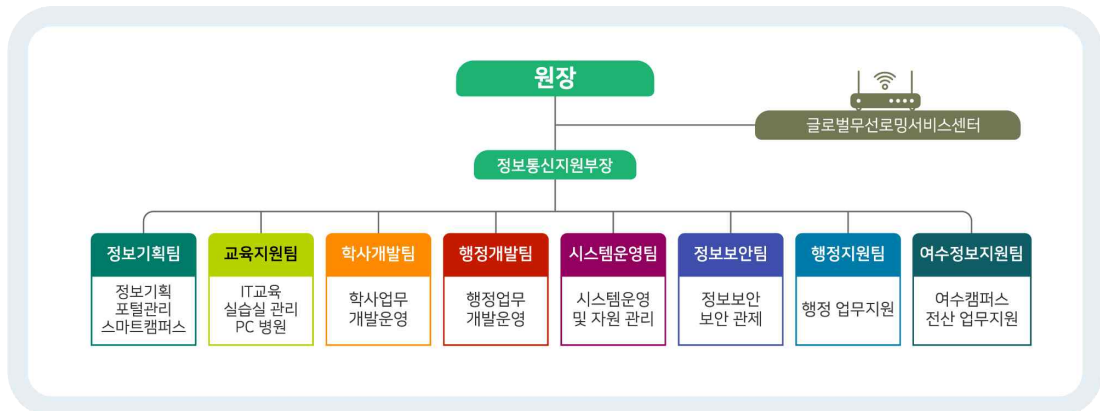 원장
글로벌무선로밍서비스센터
정보통신지원부장
정보기획팀
정보기획
포털관리
스마트캠퍼스
교육지원팀
IT교육
실습실 관리
PC 병원
학사개발팀
학사업무
개발운영
행정개발팀
행정업무
개발운영
시스템운영팀
시스템운영
및 자원 관리
정보보안팀
정보보안
보안 관제
행정지원팀
행정 업무지원
여수정보지원팀
여수캠퍼스
전산 업무지원